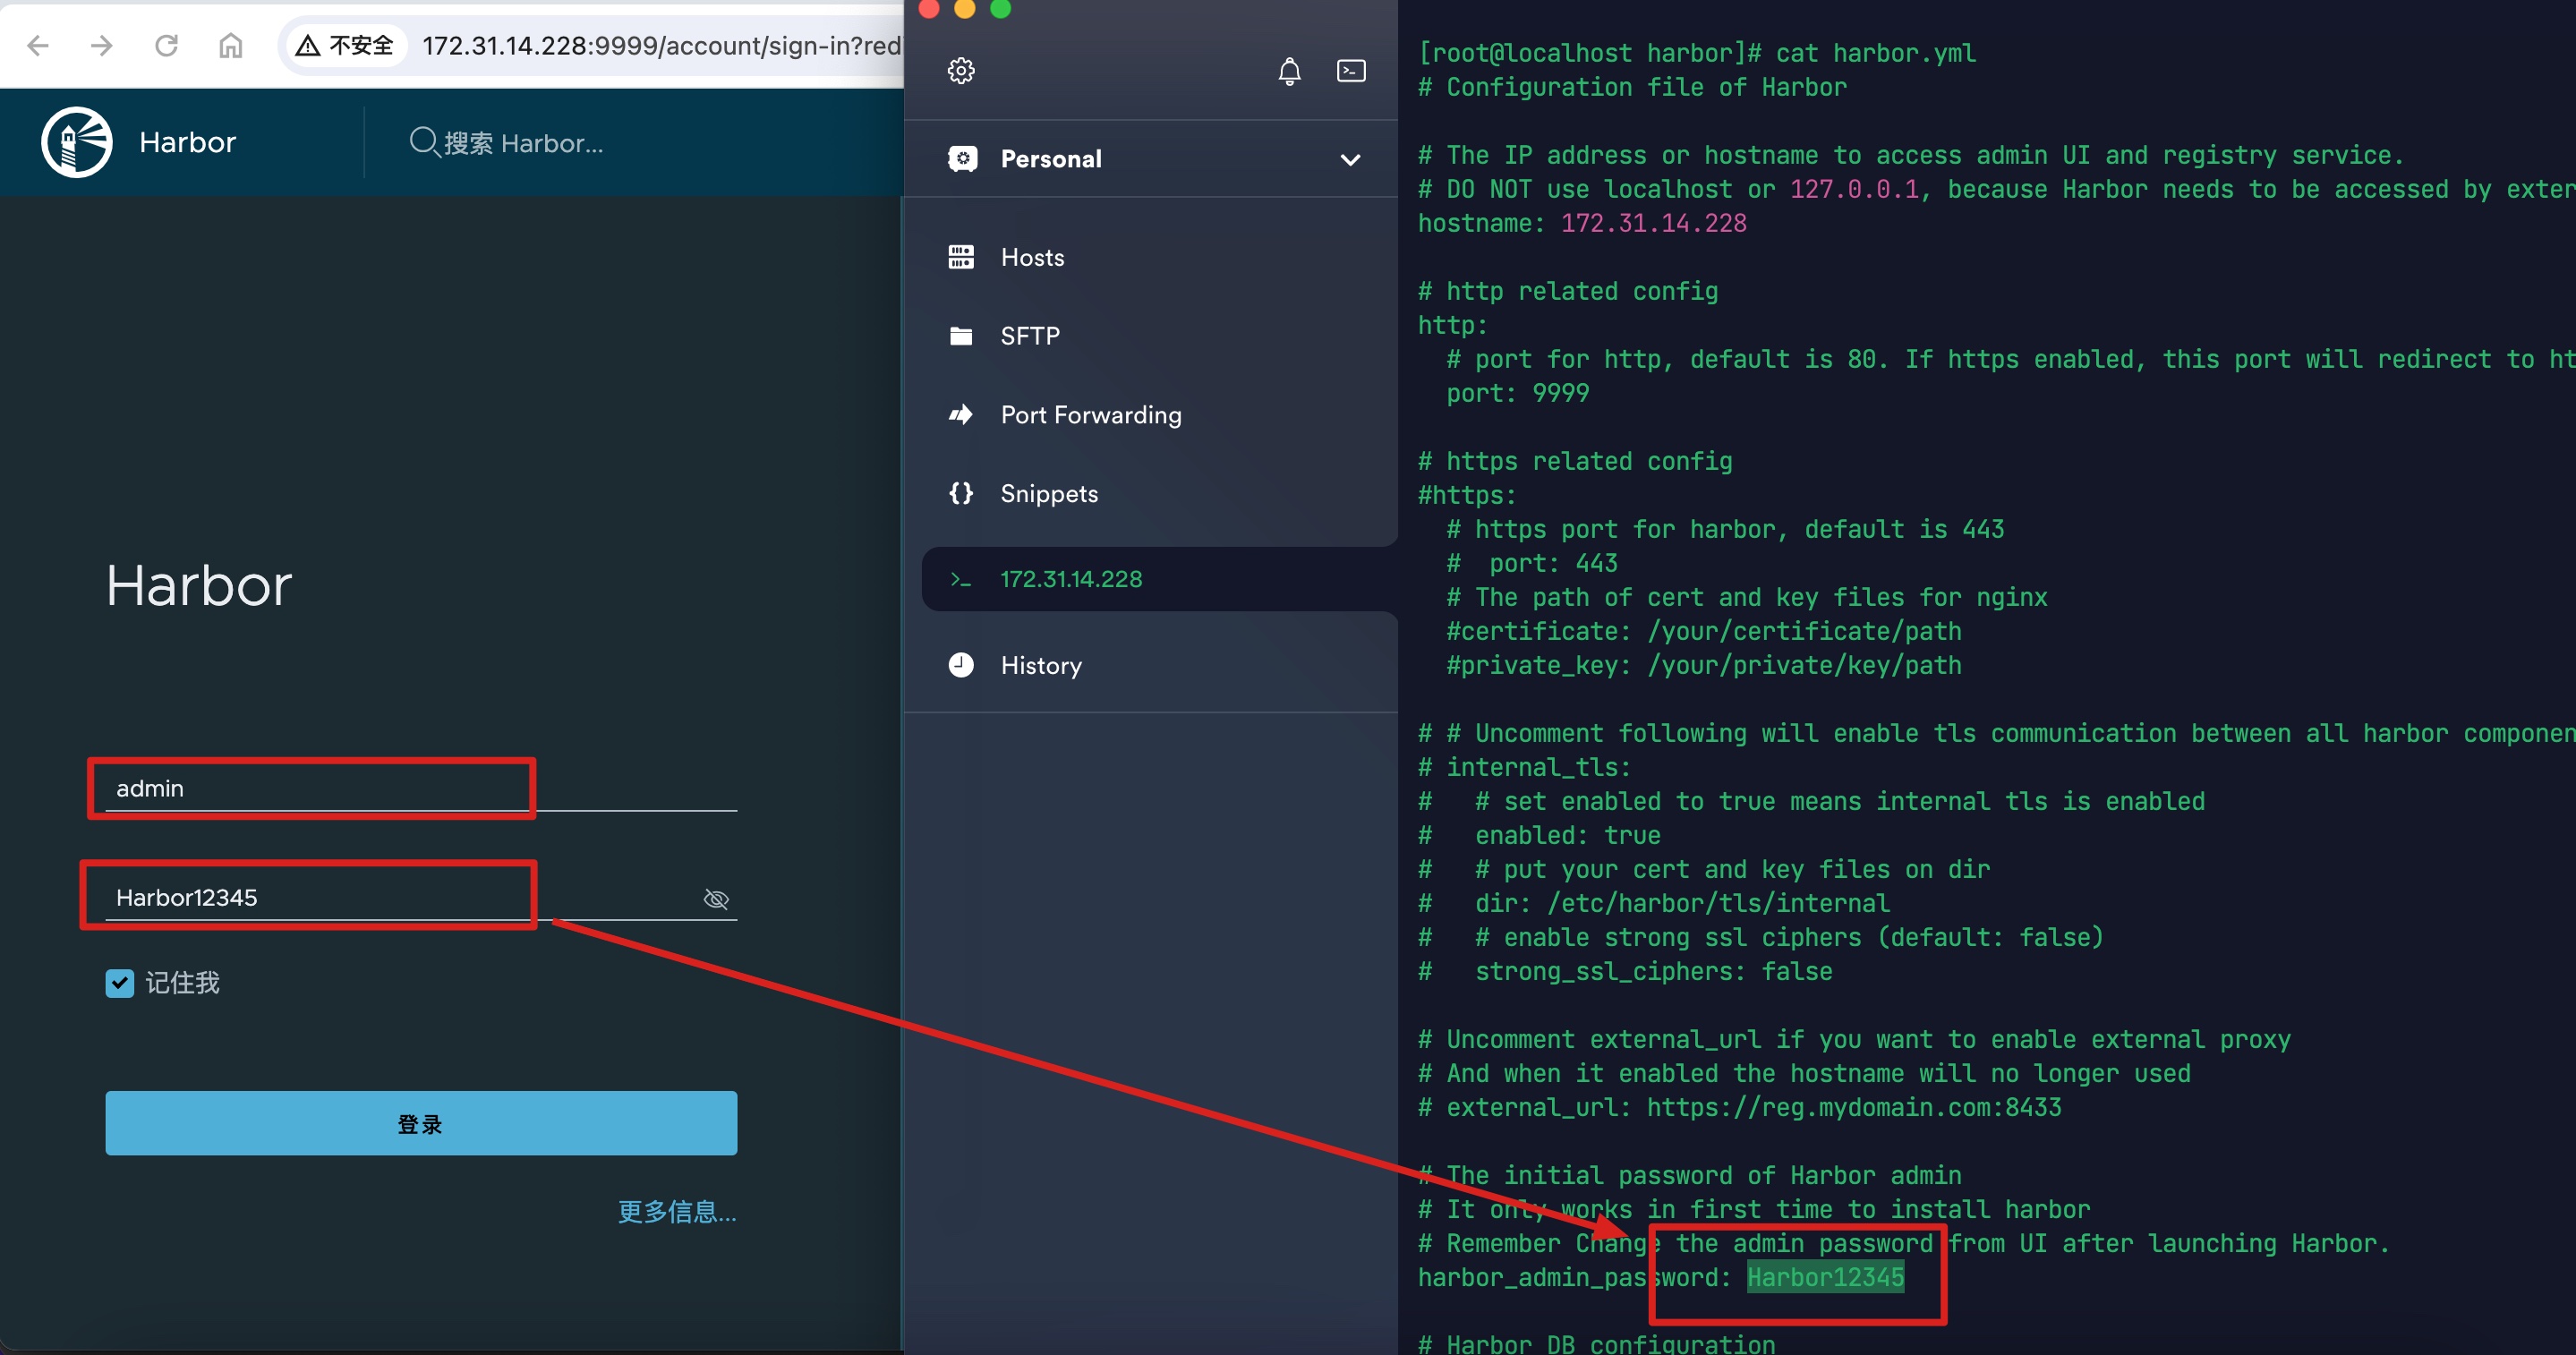 不安全 172.31.14.228:9999/account/sign-in?red
Harbor
搜索 Harbor...
Harbor
admin
Harbor12345
记住我
登录
更多信息...
Personal
Hosts
SFTP
Port Forwarding
Snippets
172.31.14.228
History
[root@localhost harbor]# cat harbor.yml
# Configuration file of Harbor
# The IP address or hostname to access admin UI and registry service.
# DO NOT use localhost or 127.0.0.1, because Harbor needs to be accessed by exter
hostname: 172.31.14.228
# http related config
http:
# port for http, default is 80. If https enabled, this port will redirect to ht
port: 9999
# https related config
#https:
# https port for harbor, default is 443
# port: 443
# The path of cert and key files for nginx
#certificate: /your/certificate/path
#private_key: /your/private/key/path
# # Uncomment following will enable tls communication between all harbor componen
# internal_tls:
# # set enabled to true means internal tls is enabled
# enabled: true
# # put your cert and key files on dir
# dir: /etc/harbor/tls/internal
# # enable strong ssl ciphers (default: false)
# strong_ssl_ciphers: false
# Uncomment external_url if you want to enable external proxy
# And when it enabled the hostname will no longer used
# external_url: https://reg.mydomain.com:8433
# The initial password of Harbor admin
# It only works in first time to install harbor
# Remember Change the admin password from UI after launching Harbor.
harbor_admin_password: Harbor12345
# Harbor DB configuration